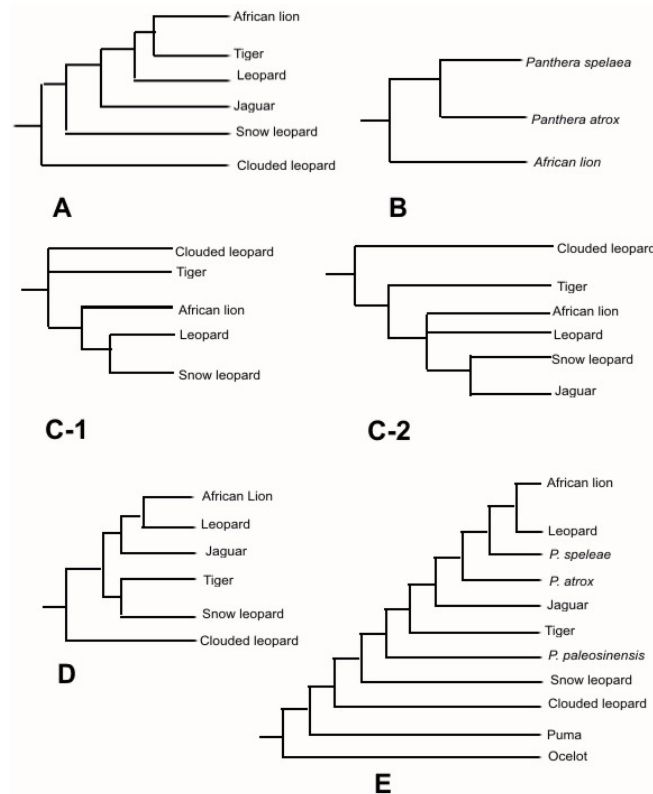 African lion
Tiger
Leopard
Jaguar
Snow leopard
Clouded leopard
A
Panthera spelaea
Panthera atrox
African lion
B
Clouded leopard
Tiger
African lion
Leopard
Snow leopard
C-1
Clouded leopard
Tiger
African lion
Leopard
Snow leopard
Jaguar
C-2
African Lion
Leopard
Jaguar
Tiger
Snow leopard
Clouded leopard
D
African lion
Leopard
P. speleae
P. atrox
Jaguar
Tiger
P. paleosinensis
Snow leopard
Clouded leopard
Puma
Ocelot
E